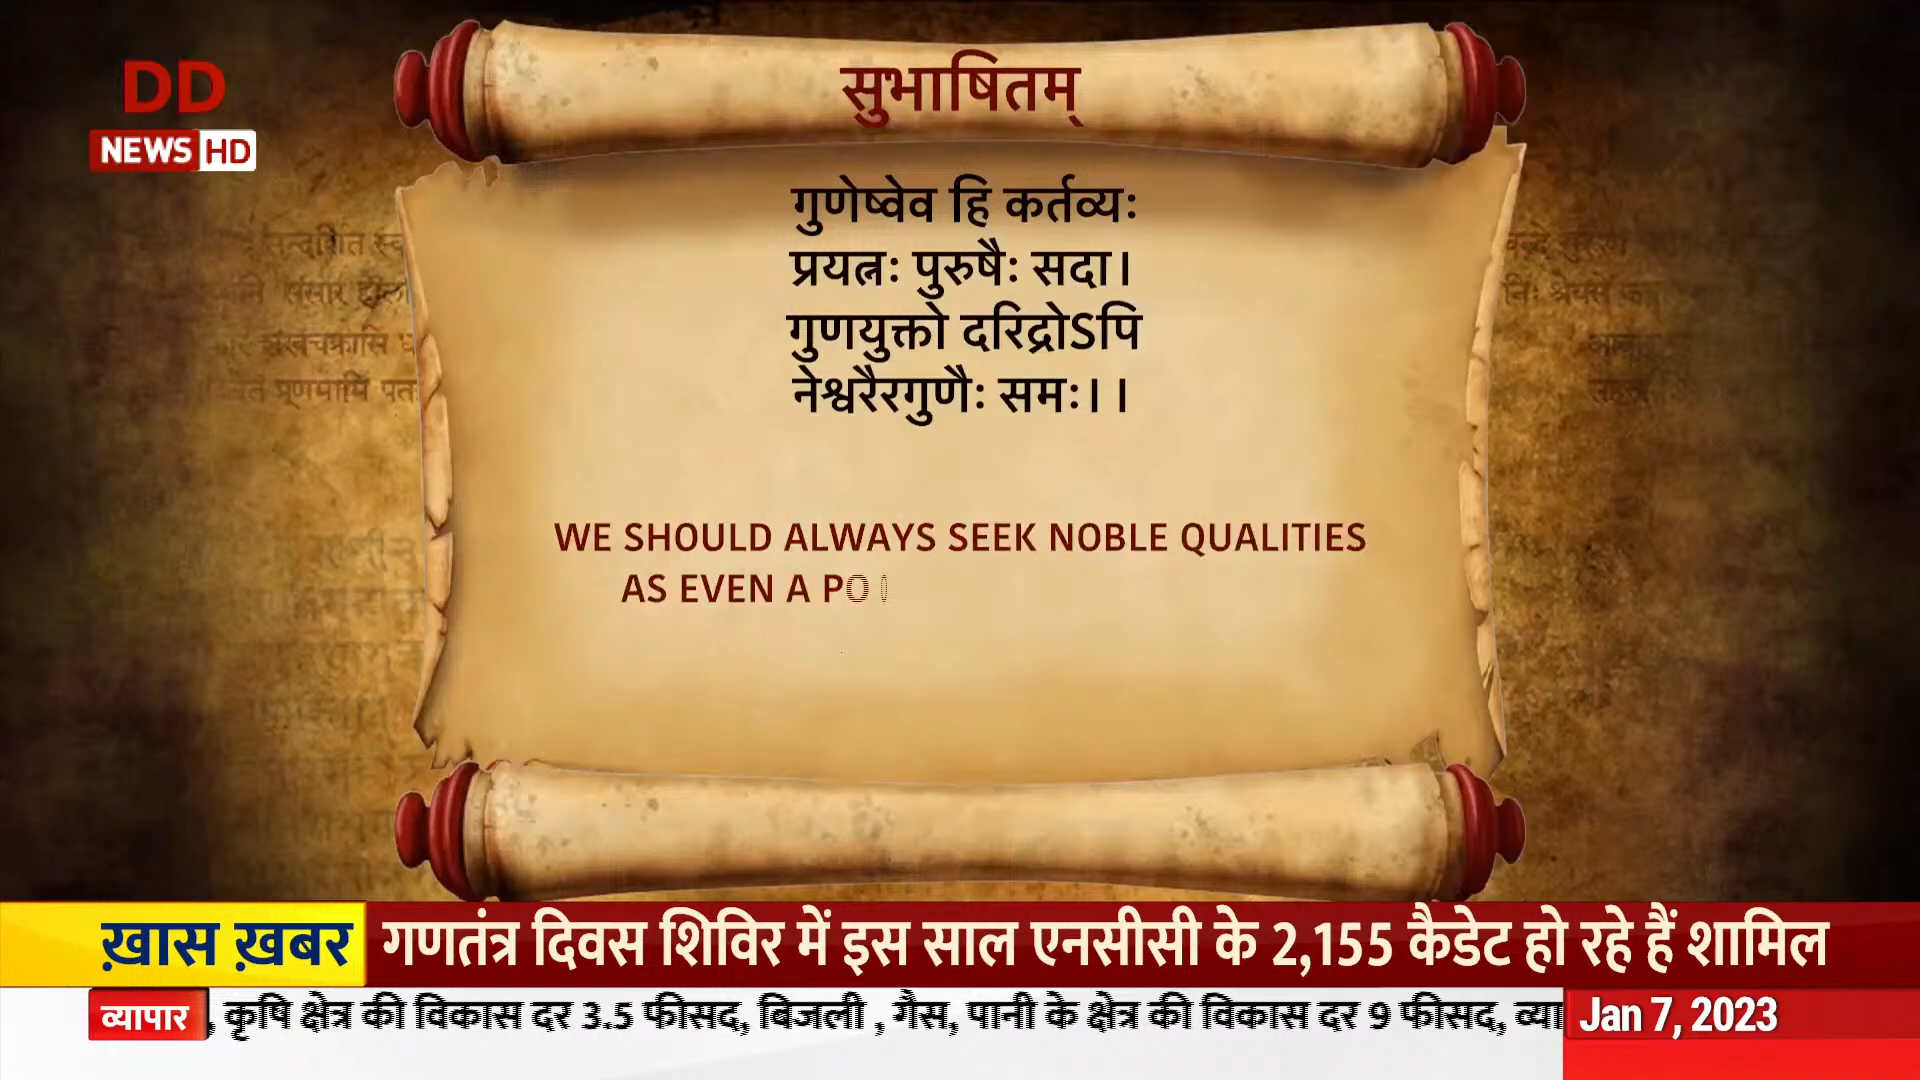 DD
NEWS HD
सुभाषितम्
गुणेष्वेव हि कर्तव्यः
प्रयत्नः पुरुषैः सदा।
गुणयुक्तो दरिद्रोऽपि
नेश्वरैरगुणैः समः।।
WE SHOULD ALWAYS SEEK NOBLE QUALITIES
AS EVEN A PO
ख़ास ख़बर
गणतंत्र दिवस शिविर में इस साल एनसीसी के 2,155 कैडेट हो रहे हैं शामिल
व्यापार
, कृषि क्षेत्र की विकास दर 3.5 फीसद, बिजली , गैस, पानी के क्षेत्र की विकास दर 9 फीसद, व्या
Jan 7, 2023